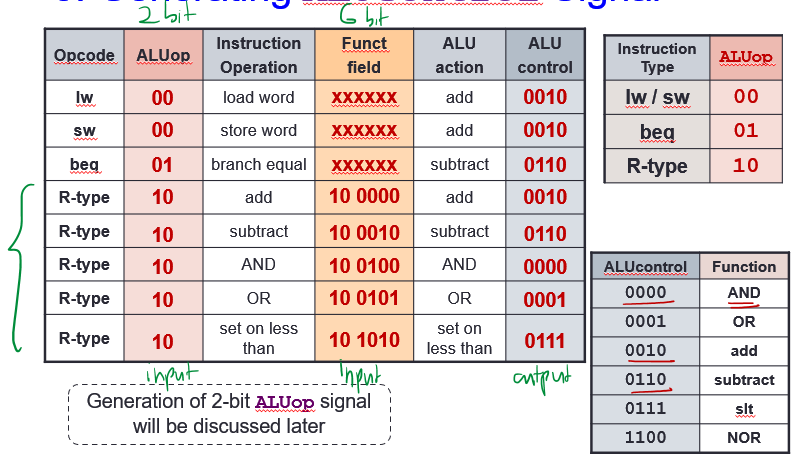 2 bit 6 bit
Opcode ALUop Instruction Operation Funct field ALU action ALU control
lw 00 load word xxxxxx add 0010
sw 00 store word xxxxxx add 0010
beq 01 branch equal xxxxxx subtract 0110
R-type 10 add 10 0000 add 0010
R-type 10 subtract 10 0010 subtract 0110
R-type 10 AND 10 0100 AND 0000
R-type 10 OR 10 0101 OR 0001
R-type 10 set on less than 10 1010 set on less than 0111
input input output
Generation of 2-bit ALUop signal
will be discussed later
Instruction Type ALUop
lw / sw 00
beq 01
R-type 10
ALUcontrol Function
0000 AND
0001 OR
0010 add
0110 subtract
0111 slt
1100 NOR